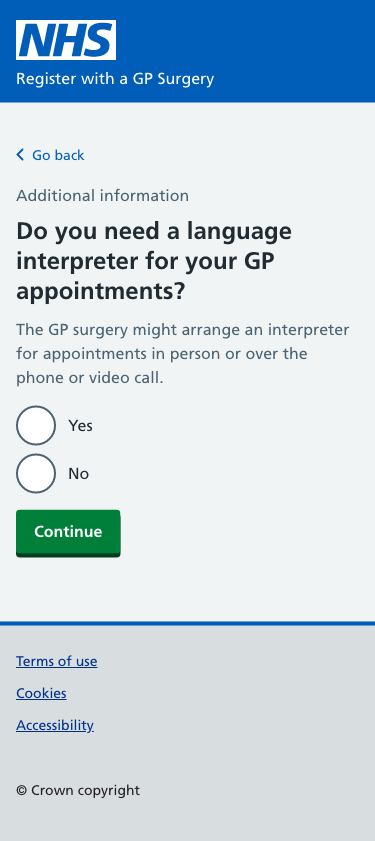 NHS
Register with a GP Surgery
Go back
Additional information
Do you need a language
interpreter for your GP
appointments?
The GP surgery might arrange an interpreter
for appointments in person or over the
phone or video call.
Yes
No
Continue
Terms of use
Cookies
Accessibility
© Crown copyright